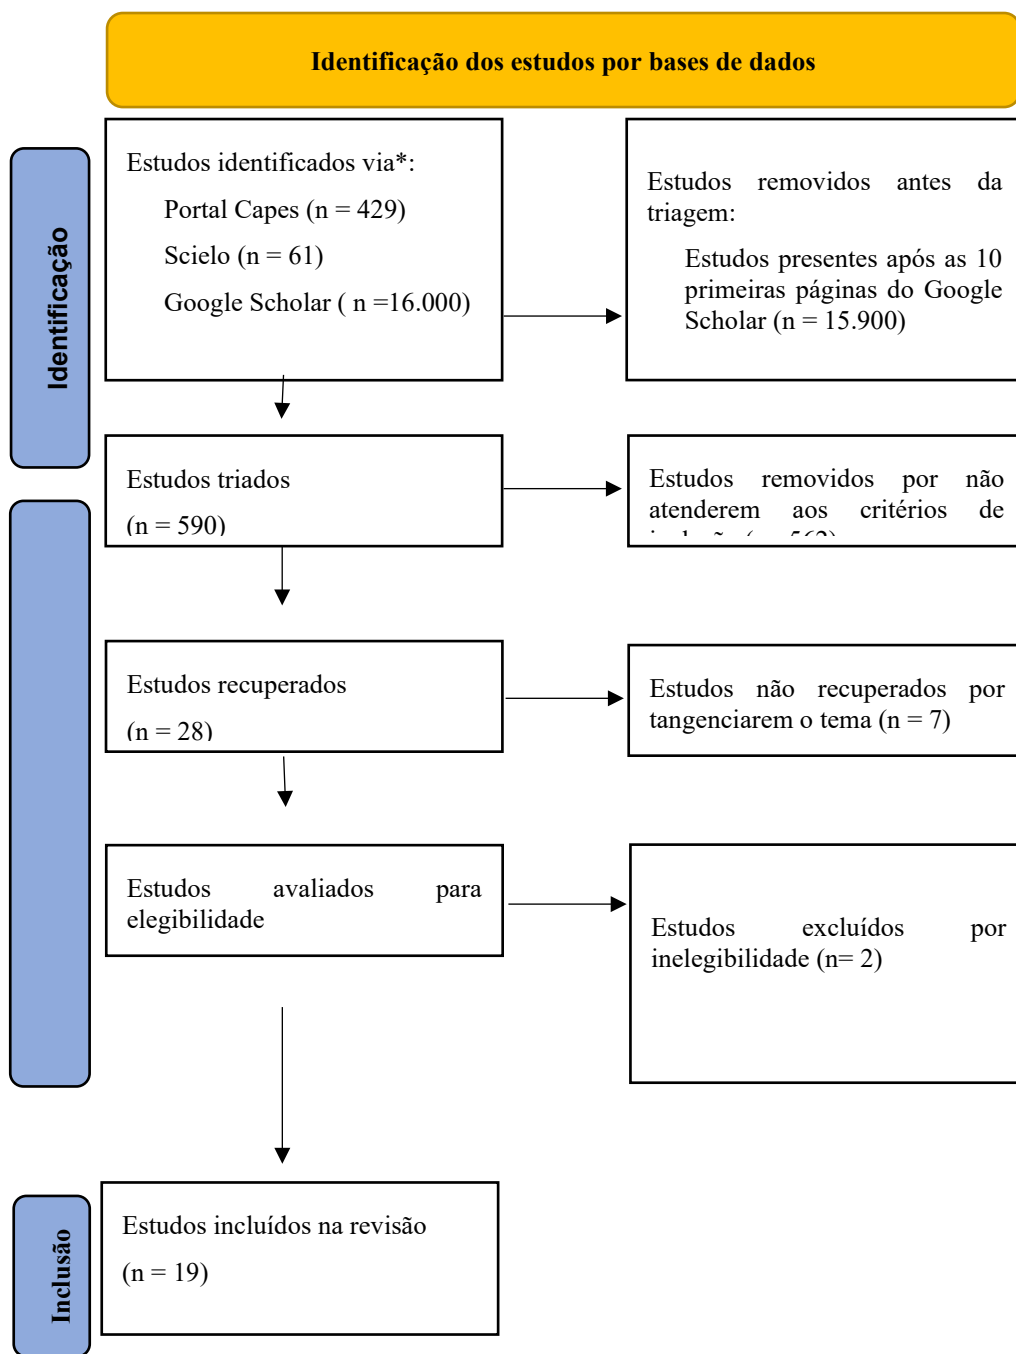 Identificação dos estudos por bases de dados
Identificação
Estudos identificados via*:
Portal Capes (n = 429)
Scielo (n = 61)
Google Scholar ( n =16.000)
Estudos removidos antes da
triagem:
Estudos presentes após as 10
primeiras páginas do Google
Scholar (n = 15.900)
Estudos triados
(n = 590)
Estudos removidos por não
atenderem aos critérios de
Estudos recuperados
(n = 28)
Estudos não recuperados por
tangenciarem o tema (n = 7)
Estudos avaliados para
elegibilidade
Estudos excluídos por
inelegibilidade (n= 2)
Inclusão
Estudos incluídos na revisão
(n = 19)